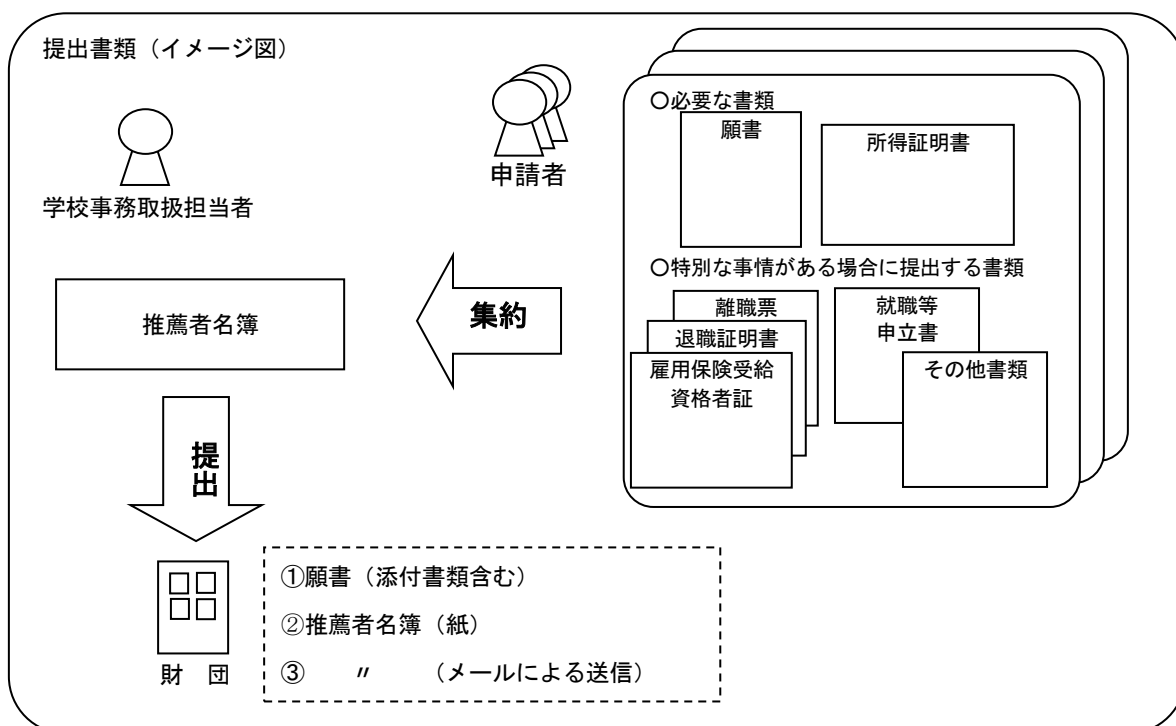 提出書類（イメージ図）
学校事務取扱担当者
申請者
〇必要な書類
願書
所得証明書
〇特別な事情がある場合に提出する書類
離職票
退職証明書
雇用保険受給
資格者証
就職等
申立書
その他書類
集約
推薦者名簿
提出
財　団
①願書（添付書類含む）
②推薦者名簿（紙）
③　　〃　　（メールによる送信）